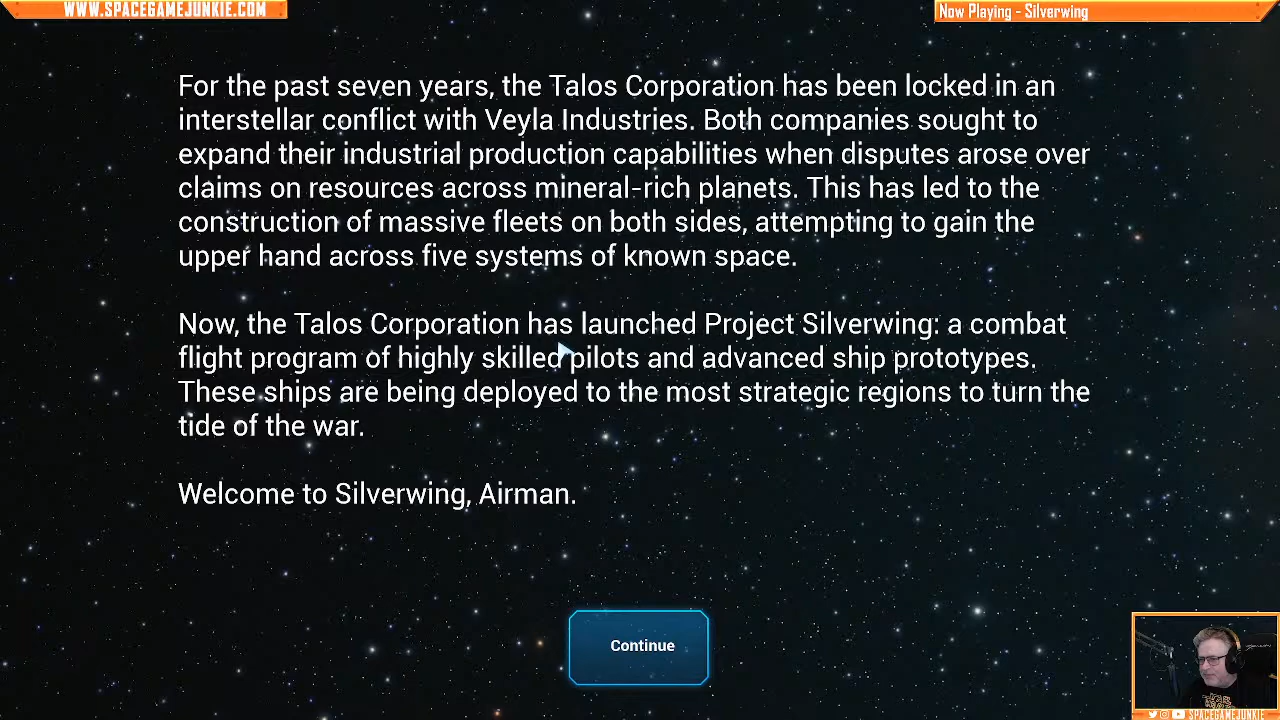 WWW.SPACEGAMEJUNKIE.COM
Now Playing - Silverwing
For the past seven years, the Talos Corporation has been locked in an
interstellar conflict with Veyla Industries. Both companies sought to
expand their industrial production capabilities when disputes arose over
claims on resources across mineral-rich planets. This has led to the
construction of massive fleets on both sides, attempting to gain the
upper hand across five systems of known space.
Now, the Talos Corporation has launched Project Silverwing: a combat
flight program of highly skilled pilots and advanced ship prototypes.
These ships are being deployed to the most strategic regions to turn the
tide of the war.
Welcome to Silverwing, Airman.
Continue
SPACEGAMEJUNKIE